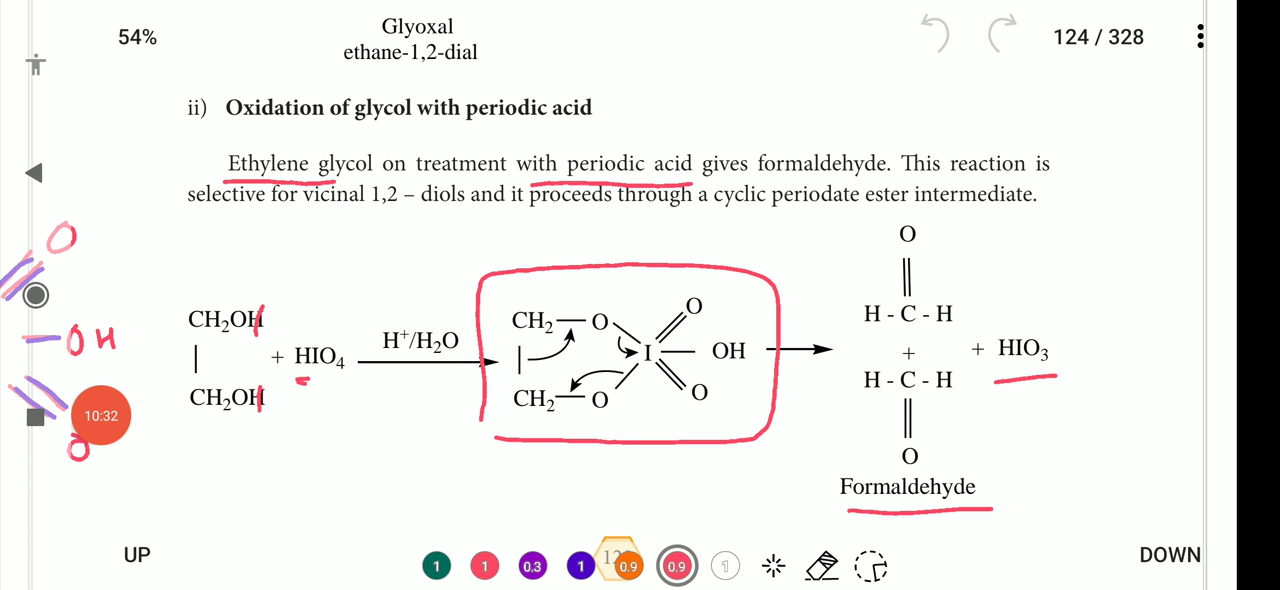 Glyoxal
54%
124 / 328
ethane-1,2-dial
ii) Oxidation of glycol with periodic acid
Ethylene glycol on treatment with periodic acid gives formaldehyde. This reaction is
selective for vicinal 1,2 – diols and it proceeds through a cyclic periodate ester intermediate.
O
O
H - C - H
CH₂OH
+ HIO₄
H⁺/H₂O
CH₂—O
O
I
— OH
CH₂—O
O
+
+ HIO₃
— OH
H - C - H
CH₂OH
10:32
O
O
Formaldehyde
UP
1
1
0.3
1
12
0.9
0.9
1
DOWN